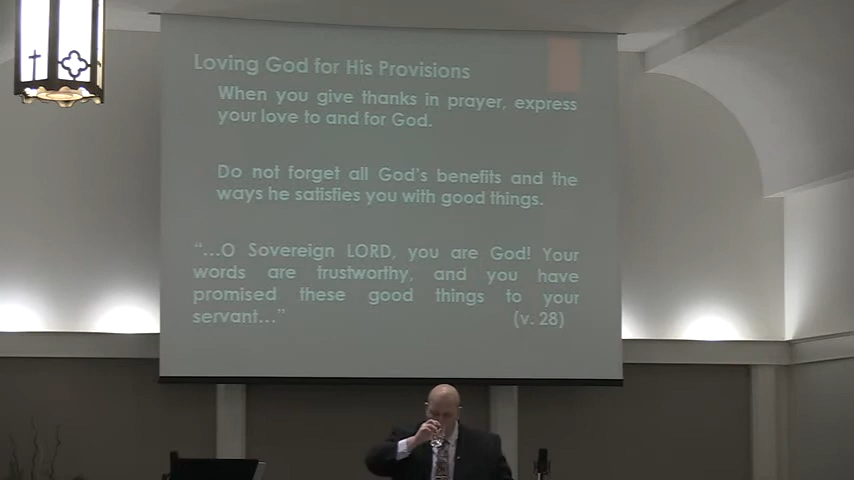 Loving God for His Provisions
When you give thanks in prayer, express
your love to and for God.
Do not forget all God's benefits and the
ways he satisfies you with good things.
"...O Sovereign LORD, you are God! Your
words are trustworthy, and you have
promised these good things to your
servant..." (v. 28)